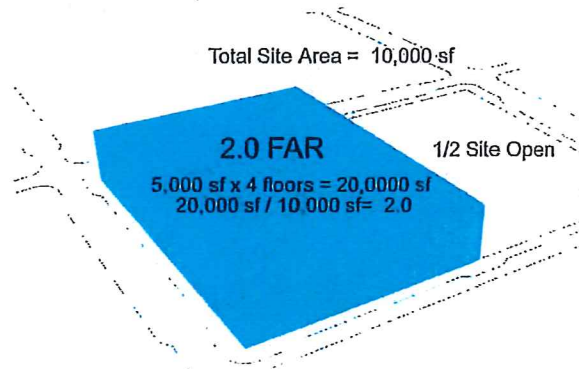 Total Site Area = 10,000 sf
2.0 FAR
1/2 Site Open
5,000 sf x 4 floors = 20,0000 sf
20,000 sf / 10,000 sf= 2.0